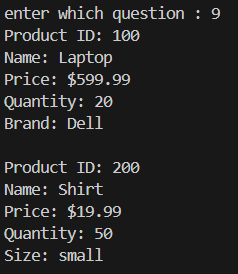 enter which question : 9
Product ID: 100
Name: Laptop
Price: $599.99
Quantity: 20
Brand: Dell
Product ID: 200
Name: Shirt
Price: $19.99
Quantity: 50
Size: small